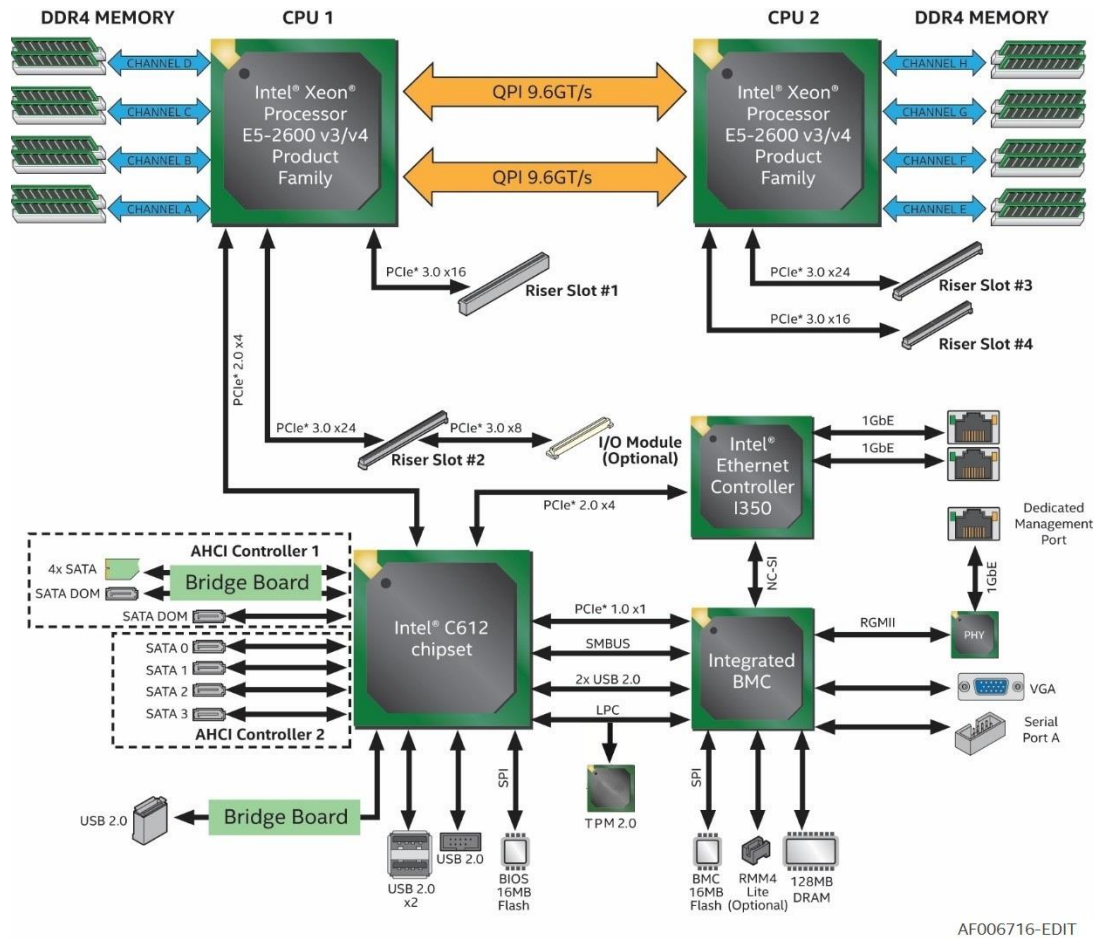 DDR4 MEMORY
CPU 1
CPU 2
DDR4 MEMORY
CHANNEL D
CHANNEL C
CHANNEL B
CHANNEL A
Intel® Xeon®
Processor
E5-2600 v3/v4
Product
Family
QPI 9.6GT/s
QPI 9.6GT/s
Intel® Xeon®
Processor
E5-2600 v3/v4
Product
Family
CHANNEL H
CHANNEL G
CHANNEL F
CHANNEL E
PCIe* 3.0 x16
Riser Slot #1
PCIe* 3.0 x24
Riser Slot #3
PCIe* 3.0 x16
Riser Slot #4
PCIe* 2.0 x4
PCIe* 3.0 x24
Riser Slot #2
PCIe* 3.0 x8
I/O Module
(Optional)
PCIe* 2.0 x4
Intel®
Ethernet
Controller
I350
1GbE
1GbE
Dedicated
Management
Port
1GbE
NC-SI
AHCI Controller 1
4x SATA
Bridge Board
SATA DOM
SATA DOM
SATA 0
SATA 1
SATA 2
SATA 3
AHCI Controller 2
Intel® C612
chipset
PCIe* 1.0 x1
SMBUS
2x USB 2.0
LPC
Integrated
BMC
RGMII
PHY
VGA
Serial
Port A
TPM 2.0
USB 2.0
Bridge Board
USB 2.0
x2
USB 2.0
SPI
BIOS
16MB
Flash
SPI
BMC
16MB
Flash
RMM4
Lite
(Optional)
128MB
DRAM
AF006716-EDIT